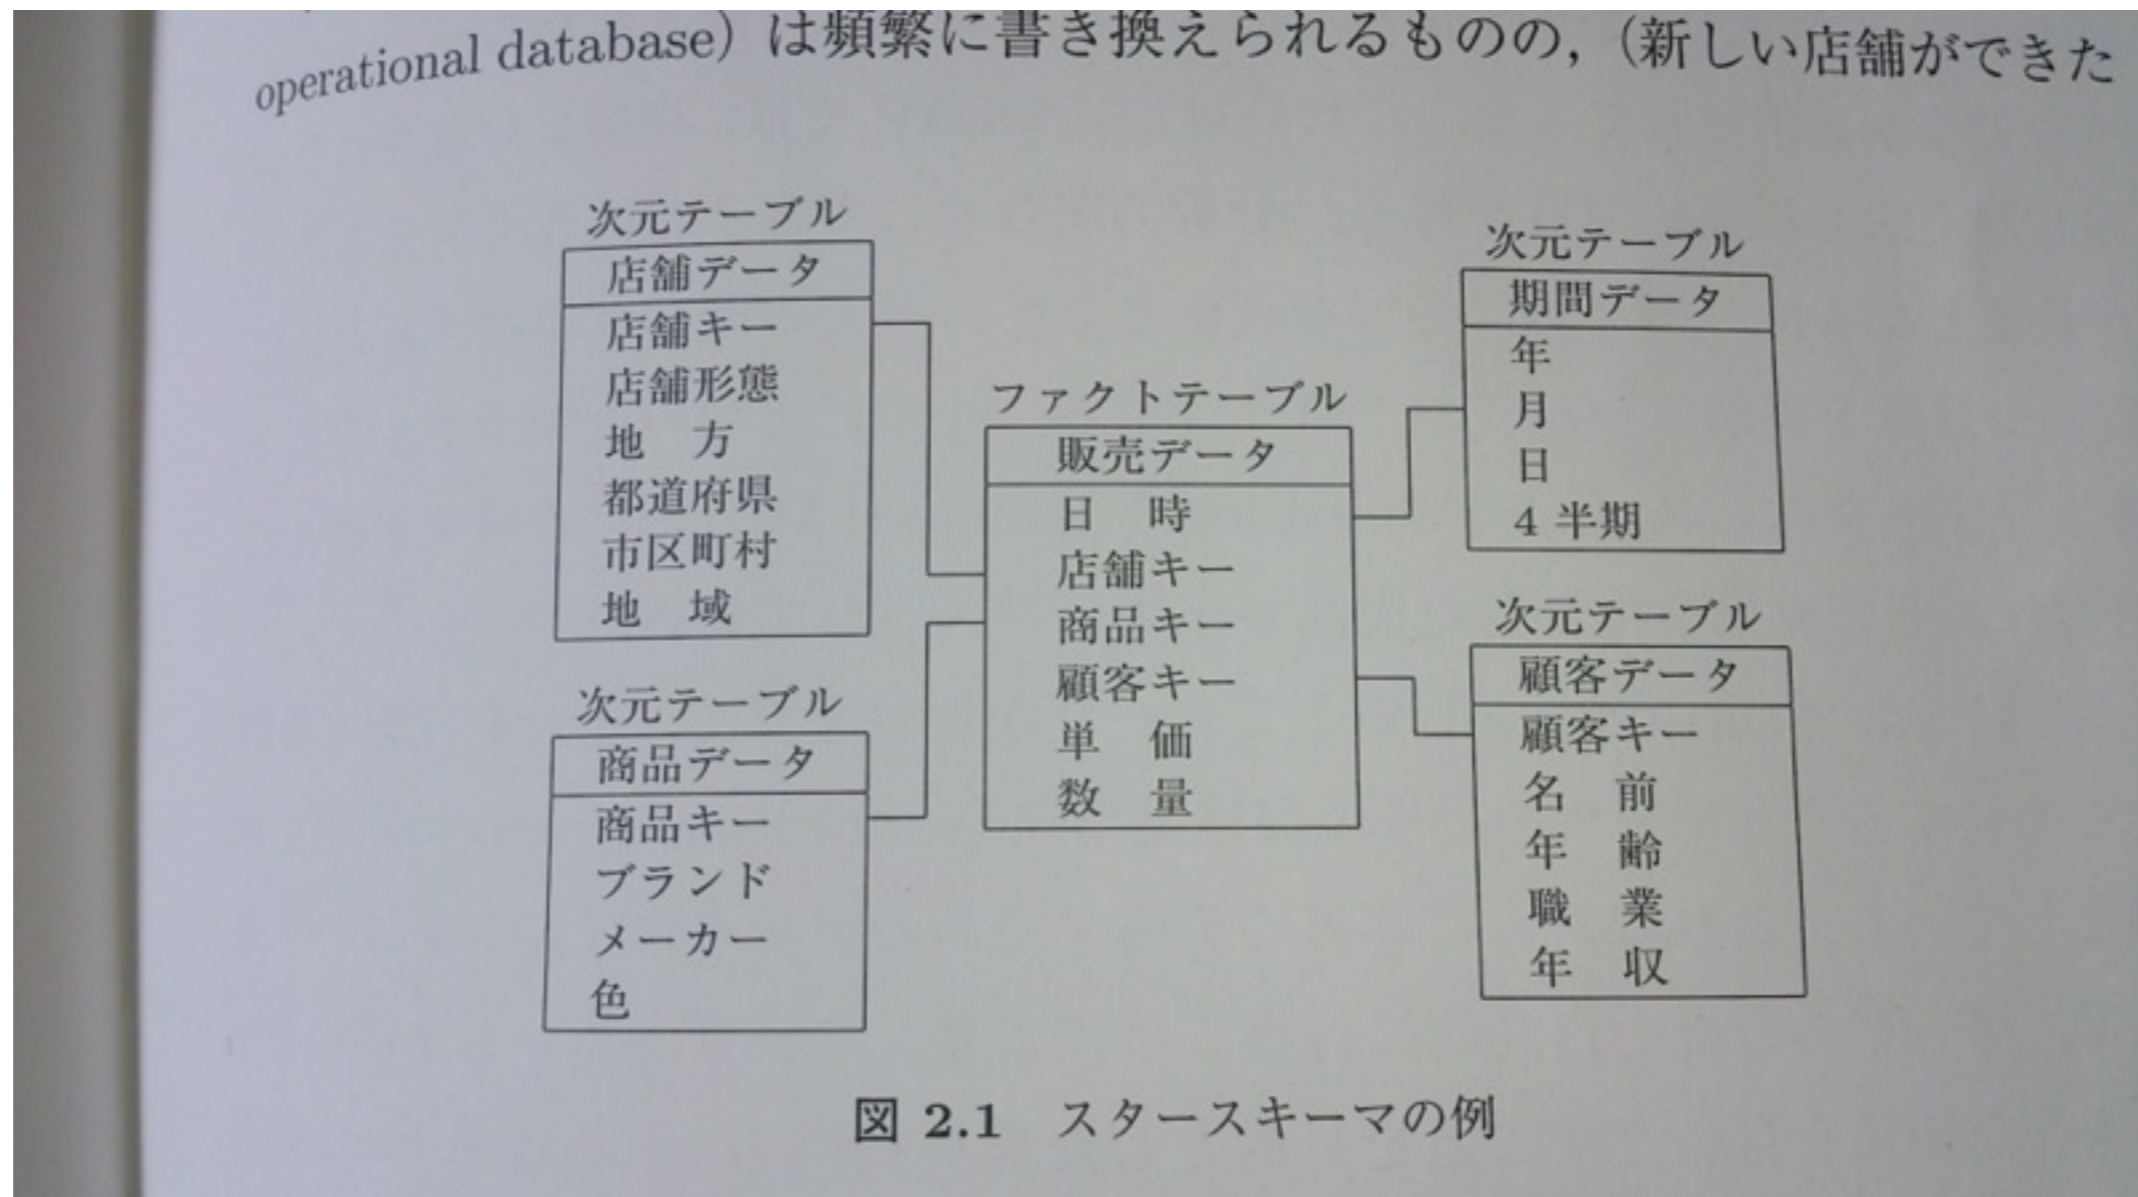 operational database)は頻繁に書き換えられるものの,(新しい店舗ができた
次元テーブル
店舗データ
店舗キー
店舗形態
地 方
都道府県
市区町村
地 域
次元テーブル
商品データ
商品キー
ブランド
メーカー
色
ファクトテーブル
販売データ
日 時
店舗キー
商品キー
顧客キー
単 価
数 量
次元テーブル
期間データ
年
月
日
4 半期
次元テーブル
顧客データ
顧客キー
名 前
年 齢
職 業
年 収
図 2.1 スタースキーマの例